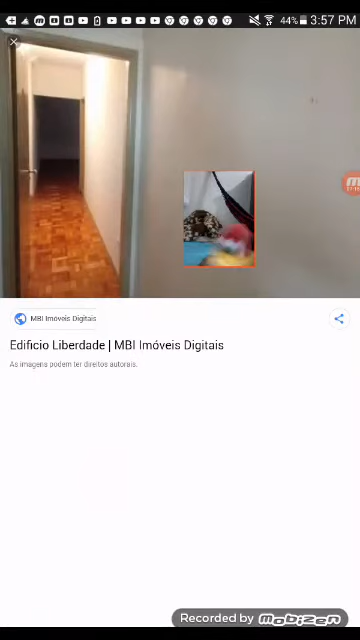 44% 3:57 PM
MBI Imóveis Digitais
Edificio Liberdade | MBI Imóveis Digitais
As imagens podem ter direitos autorais.
Recorded by mobizen